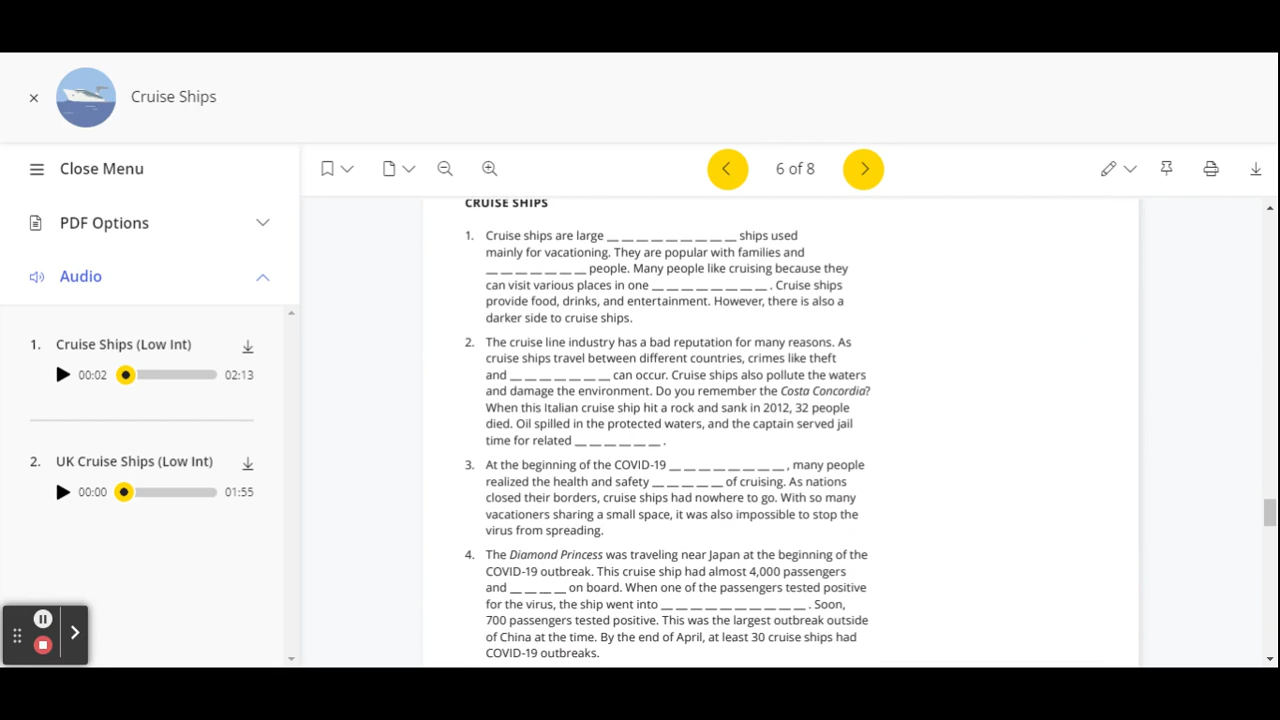 Cruise Ships
Close Menu
6 of 8
PDF Options
Audio
1. Cruise Ships (Low Int)
00:02 02:13
2. UK Cruise Ships (Low Int)
00:00 01:55
CRUISE SHIPS
1. Cruise ships are large _ _ _ _ _ _ _ _ _ ships used
mainly for vacationing. They are popular with families and
_ _ _ _ _ _ _ people. Many people like cruising because they
can visit various places in one _ _ _ _ _ _ _ _ . Cruise ships
provide food, drinks, and entertainment. However, there is also a
darker side to cruise ships.
2. The cruise line industry has a bad reputation for many reasons. As
cruise ships travel between different countries, crimes like theft
and _ _ _ _ _ _ _ can occur. Cruise ships also pollute the waters
and damage the environment. Do you remember the Costa Concordia?
When this Italian cruise ship hit a rock and sank in 2012, 32 people
died. Oil spilled in the protected waters, and the captain served jail
time for related _ _ _ _ _ _ .
3. At the beginning of the COVID-19 _ _ _ _ _ _ _ _ , many people
realized the health and safety _ _ _ _ _ of cruising. As nations
closed their borders, cruise ships had nowhere to go. With so many
vacationers sharing a small space, it was also impossible to stop the
virus from spreading.
4. The Diamond Princess was traveling near Japan at the beginning of the
COVID-19 outbreak. This cruise ship had almost 4,000 passengers
and _ _ _ _ on board. When one of the passengers tested positive
for the virus, the ship went into _ _ _ _ _ _ _ _ _ _ . Soon,
700 passengers tested positive. This was the largest outbreak outside
of China at the time. By the end of April, at least 30 cruise ships had
COVID-19 outbreaks.